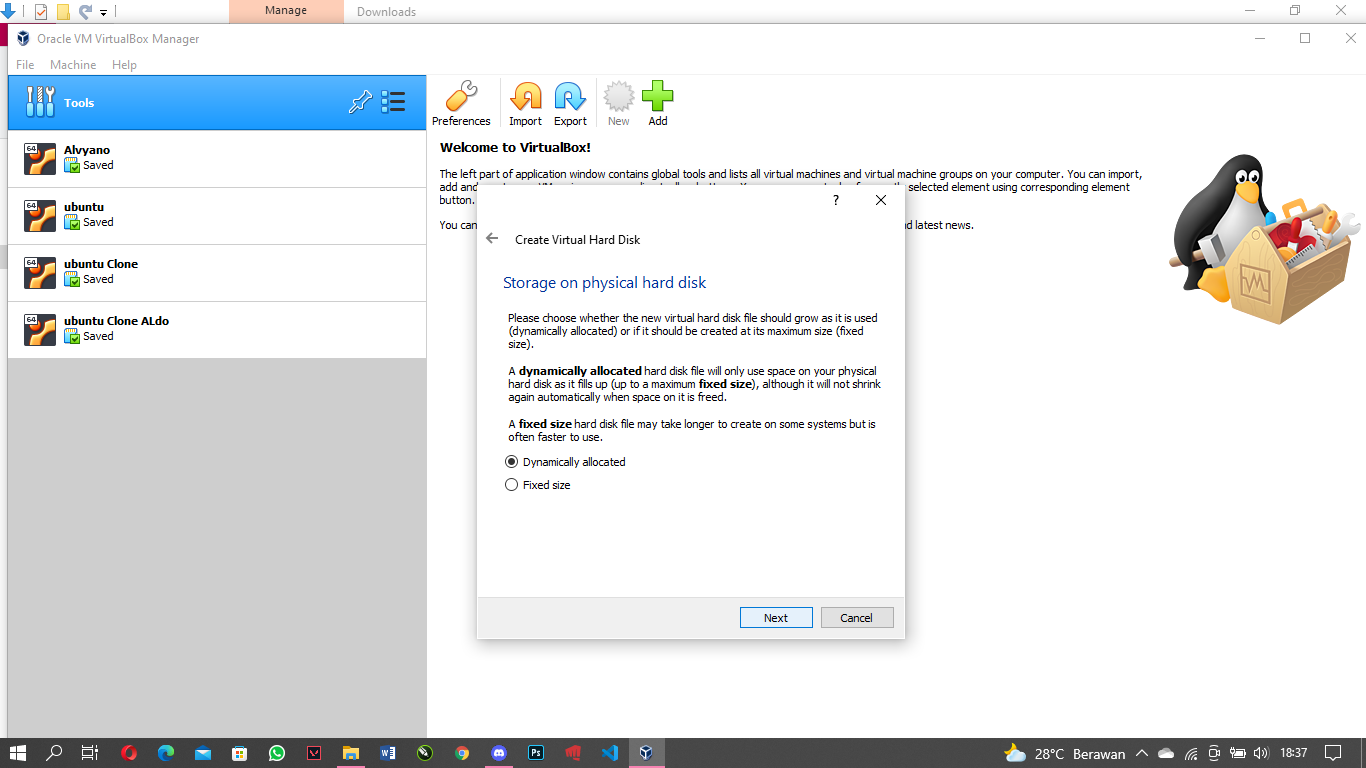 Manage
Downloads
Oracle VM VirtualBox Manager
File Machine Help
Tools
64
Alvyano
Saved
64
ubuntu
Saved
64
ubuntu Clone
Saved
64
ubuntu Clone ALdo
Saved
Preferences Import Export New Add
Welcome to VirtualBox!
The left part of application window contains global tools and lists all virtual machines and virtual machine groups on your computer. You can import,
add and selected element using corresponding element
button.
You can latest news.
?
Create Virtual Hard Disk
Storage on physical hard disk
Please choose whether the new virtual hard disk file should grow as it is used
(dynamically allocated) or if it should be created at its maximum size (fixed
size).
A dynamically allocated hard disk file will only use space on your physical
hard disk as it fills up (up to a maximum fixed size), although it will not shrink
again automatically when space on it is freed.
A fixed size hard disk file may take longer to create on some systems but is
often faster to use.
Dynamically allocated
Fixed size
Next Cancel
Ps
28°C Berawan
18:37